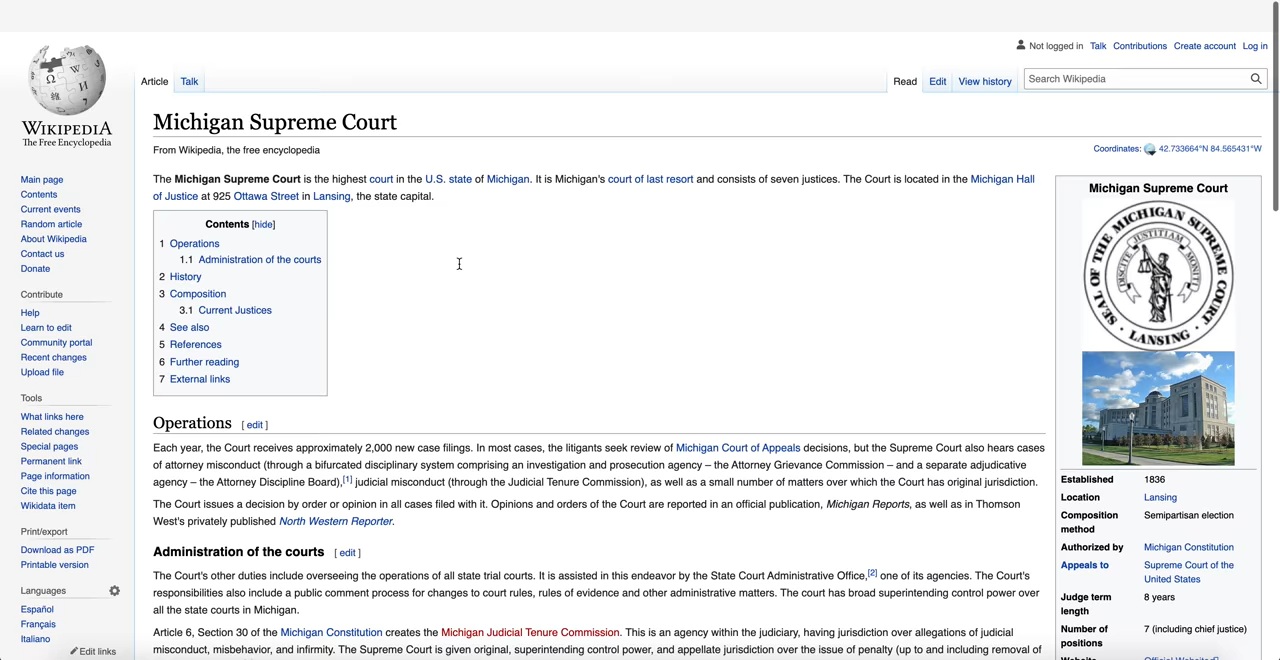 Not logged in Talk Contributions Create account Log in
Article Talk Read Edit View history Search Wikipedia
WIKIPEDIA
The Free Encyclopedia
Main page
Contents
Current events
Random article
About Wikipedia
Contact us
Donate
Contribute
Help
Learn to edit
Community portal
Recent changes
Upload file
Tools
What links here
Related changes
Special pages
Permanent link
Page information
Cite this page
Wikidata item
Print/export
Download as PDF
Printable version
Languages
Español
Français
Italiano
Edit links
Michigan Supreme Court
From Wikipedia, the free encyclopedia
Coordinates: 42.733664°N 84.565431°W
The Michigan Supreme Court is the highest court in the U.S. state of Michigan. It is Michigan's court of last resort and consists of seven justices. The Court is located in the Michigan Hall
of Justice at 925 Ottawa Street in Lansing, the state capital.
Contents [hide]
1 Operations
1.1 Administration of the courts
2 History
3 Composition
3.1 Current Justices
4 See also
5 References
6 Further reading
7 External links
Operations [ edit ]
Each year, the Court receives approximately 2,000 new case filings. In most cases, the litigants seek review of Michigan Court of Appeals decisions, but the Supreme Court also hears cases
of attorney misconduct (through a bifurcated disciplinary system comprising an investigation and prosecution agency – the Attorney Grievance Commission – and a separate adjudicative
agency – the Attorney Discipline Board),[1] judicial misconduct (through the Judicial Tenure Commission), as well as a small number of matters over which the Court has original jurisdiction.
The Court issues a decision by order or opinion in all cases filed with it. Opinions and orders of the Court are reported in an official publication, Michigan Reports, as well as in Thomson
West's privately published North Western Reporter.
Administration of the courts [ edit ]
The Court's other duties include overseeing the operations of all state trial courts. It is assisted in this endeavor by the State Court Administrative Office,[2] one of its agencies. The Court's
responsibilities also include a public comment process for changes to court rules, rules of evidence and other administrative matters. The court has broad superintending control power over
all the state courts in Michigan.
Article 6, Section 30 of the Michigan Constitution creates the Michigan Judicial Tenure Commission. This is an agency within the judiciary, having jurisdiction over allegations of judicial
misconduct, misbehavior, and infirmity. The Supreme Court is given original, superintending control power, and appellate jurisdiction over the issue of penalty (up to and including removal of
Michigan Supreme Court
SEAL OF THE MICHIGAN SUPREME COURT
JUSTITIAM
DISCITE MONITI
LANSING
Established 1836
Location Lansing
Composition method Semipartisan election
Authorized by Michigan Constitution
Appeals to Supreme Court of the
United States
Judge term length 8 years
Number of positions 7 (including chief justice)
Website Official Website